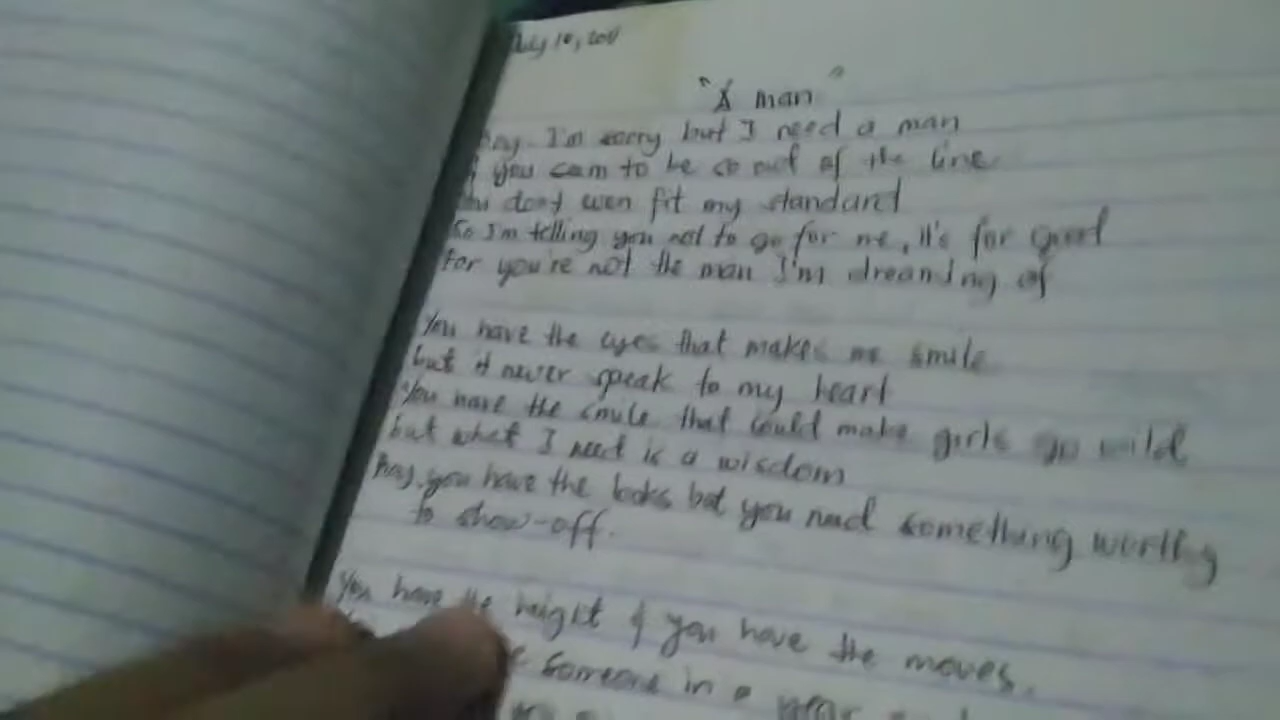 July 10, 2011
"A man"
I'm sorry but I need a man
you seem to be so out of the line
You don't even fit my standard
So I'm telling you not to go for me, it's for good
For you're not the man I'm dreaming of
You have the eyes that makes me smile
but it never speak to my heart
You have the smile that could make girls go wild
but what I need is a wisdom
you have the looks but you need something worthy
to show-off.
You have the height & you have the moves.
someone in a